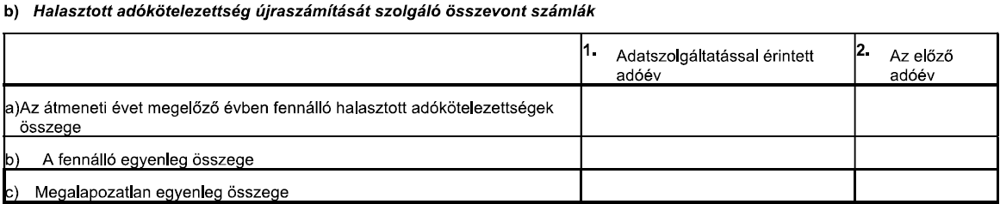 b) Halasztott adókötelezettség újraszámítását szolgáló összevont számlák
1. Adatszolgáltatással érintett adóév
2. Az előző adóév
a)Az átmeneti évet megelőző évben fennálló halasztott adókötelezettségek
összege
b) A fennálló egyenleg összege
c) Megalapozatlan egyenleg összege